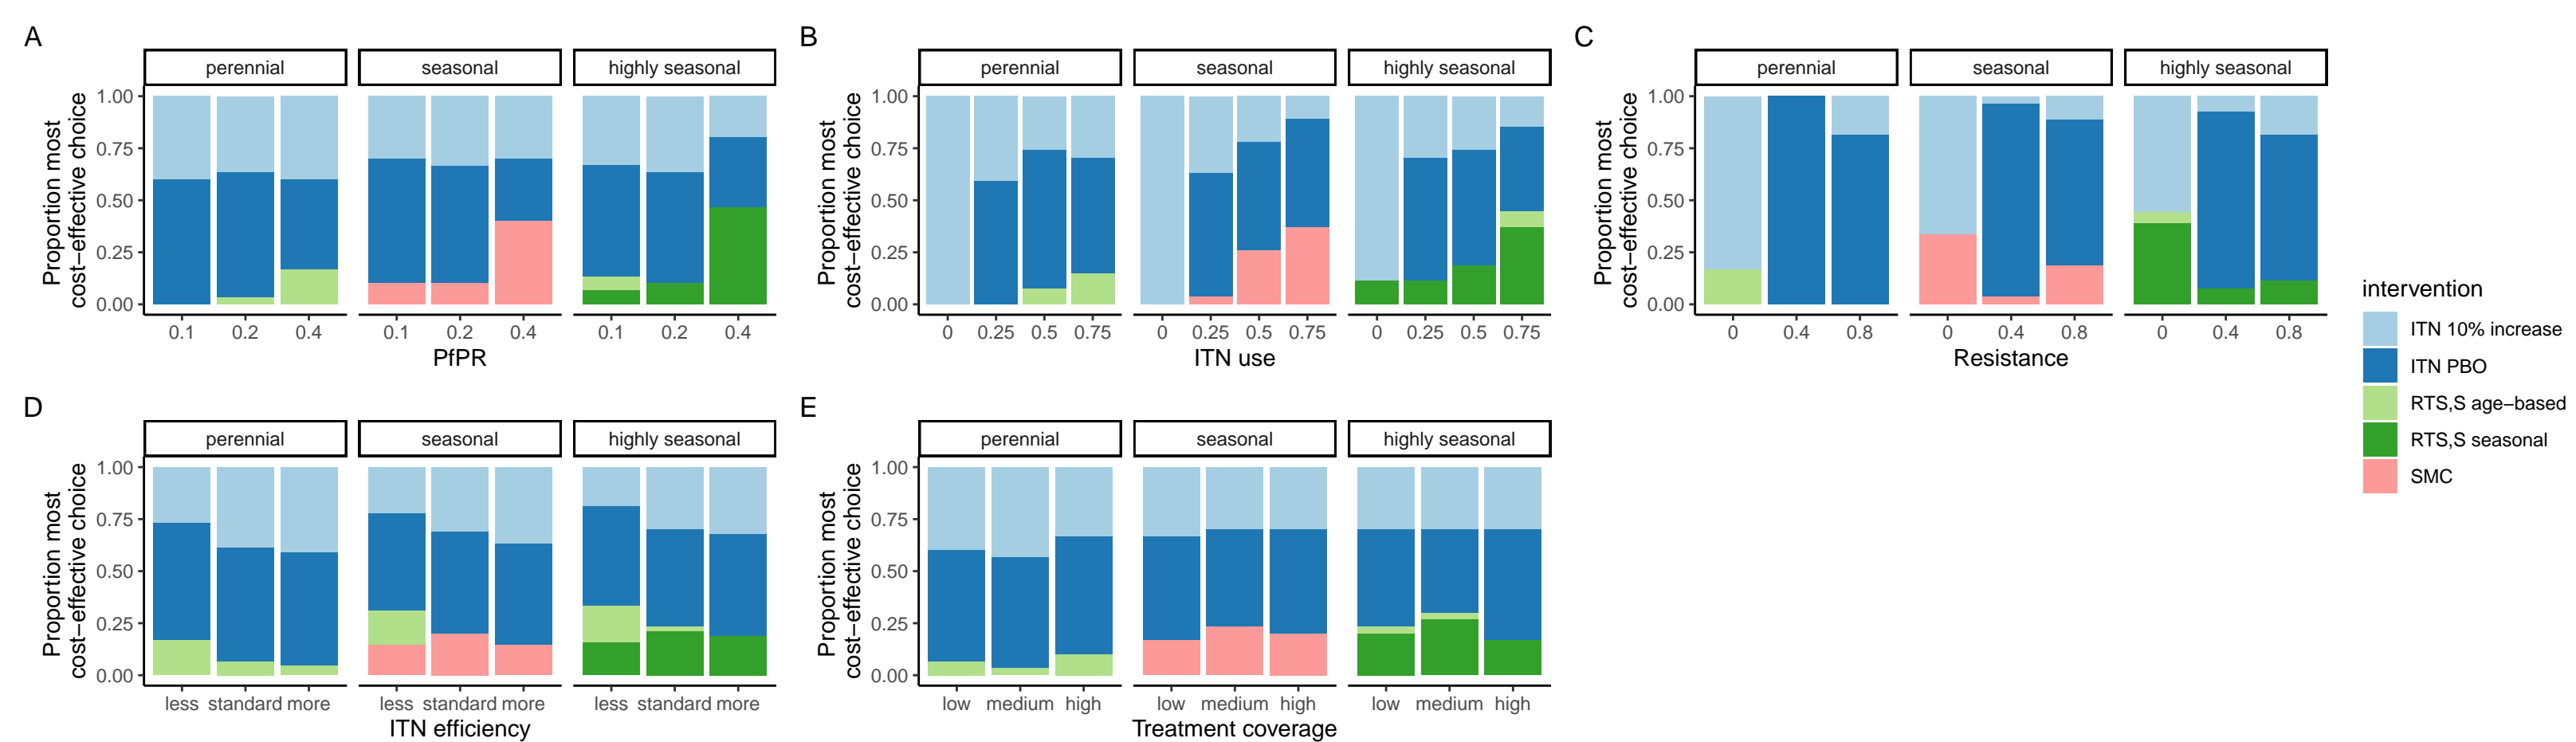 A
perennial
seasonal
highly seasonal
Proportion most
cost−effective choice
1.00
0.75
0.50
0.25
0.00
0.1
0.2
0.4
0.1
0.2
0.4
0.1
0.2
0.4
PfPR
B
perennial
seasonal
highly seasonal
Proportion most
cost−effective choice
1.00
0.75
0.50
0.25
0.00
0
0.25
0.5
0.75
0
0.25
0.5
0.75
0
0.25
0.5
0.75
ITN use
C
perennial
seasonal
highly seasonal
Proportion most
cost−effective choice
1.00
0.75
0.50
0.25
0.00
0
0.4
0.8
0
0.4
0.8
0
0.4
0.8
Resistance
D
perennial
seasonal
highly seasonal
Proportion most
cost−effective choice
1.00
0.75
0.50
0.25
0.00
less
standard
more
less
standard
more
less
standard
more
ITN efficiency
E
perennial
seasonal
highly seasonal
Proportion most
cost−effective choice
1.00
0.75
0.50
0.25
0.00
low
medium
high
low
medium
high
low
medium
high
Treatment coverage
intervention
ITN 10% increase
ITN PBO
RTS,S age−based
RTS,S seasonal
SMC